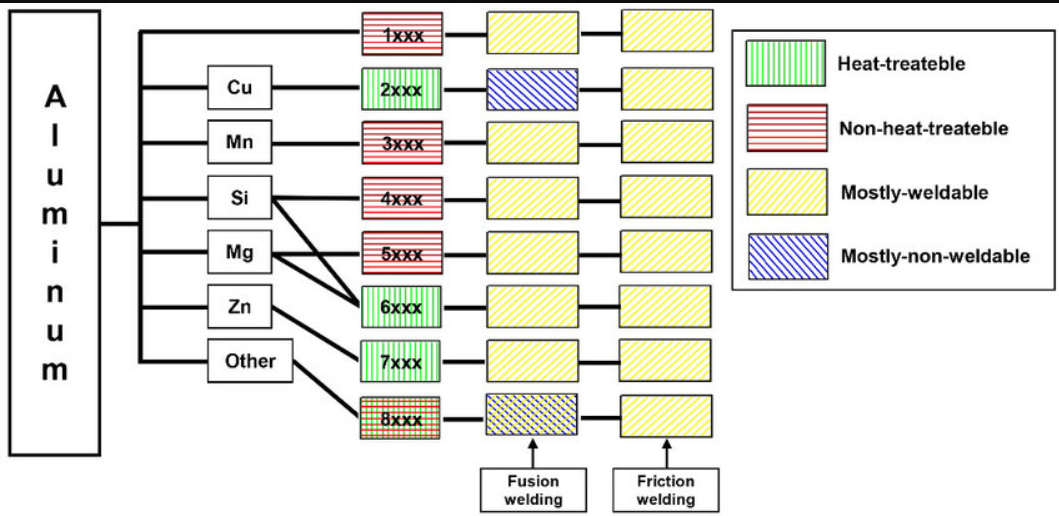 Aluminum
1xxx
Cu
2xxx
Mn
3xxx
Si
4xxx
Mg
5xxx
6xxx
Zn
7xxx
Other
8xxx
Fusion
welding
Friction
welding
Heat-treateble
Non-heat-treateble
Mostly-weldable
Mostly-non-weldable